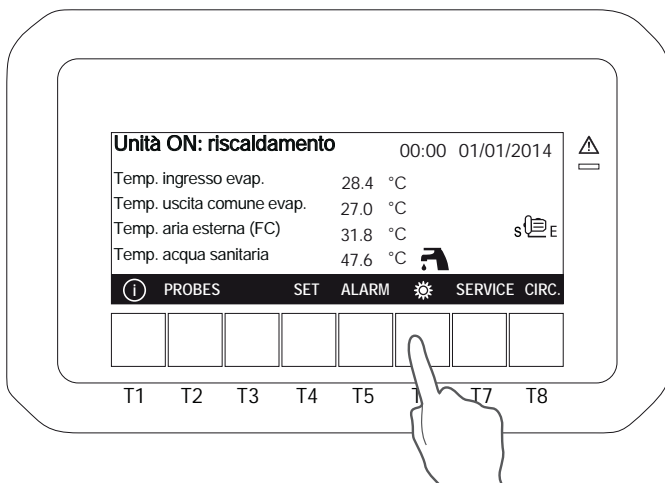 Unità ON: riscaldamento 00:00 01/01/2014
Temp. ingresso evap. 28.4 °C
Temp. uscita comune evap. 27.0 °C
Temp. aria esterna (FC) 31.8 °C S E
Temp. acqua sanitaria 47.6 °C
i PROBES SET ALARM SERVICE CIRC.
T1 T2 T3 T4 T5 T7 T8